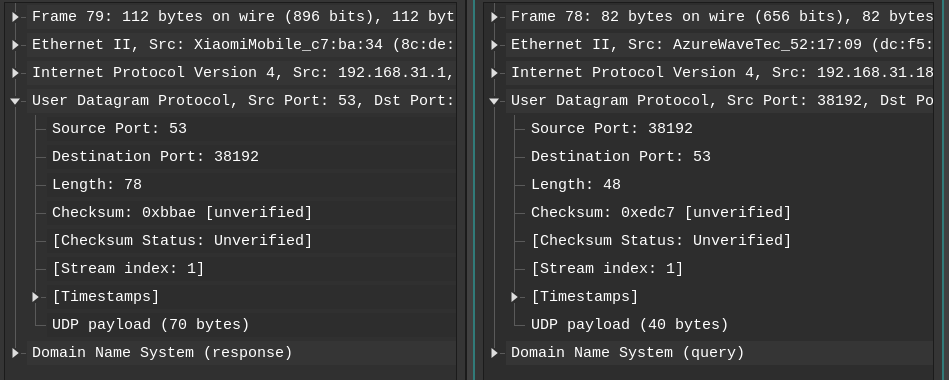 Frame 79: 112 bytes on wire (896 bits), 112 byt
Ethernet II, Src: XiaomiMobile_c7:ba:34 (8c:de:
Internet Protocol Version 4, Src: 192.168.31.1,
User Datagram Protocol, Src Port: 53, Dst Port:
Source Port: 53
Destination Port: 38192
Length: 78
Checksum: 0xbbae [unverified]
[Checksum Status: Unverified]
[Stream index: 1]
[Timestamps]
UDP payload (70 bytes)
Domain Name System (response)
Frame 78: 82 bytes on wire (656 bits), 82 bytes
Ethernet II, Src: AzureWaveTec_52:17:09 (dc:f5:
Internet Protocol Version 4, Src: 192.168.31.18
User Datagram Protocol, Src Port: 38192, Dst Po
Source Port: 38192
Destination Port: 53
Length: 48
Checksum: 0xedc7 [unverified]
[Checksum Status: Unverified]
[Stream index: 1]
[Timestamps]
UDP payload (40 bytes)
Domain Name System (query)